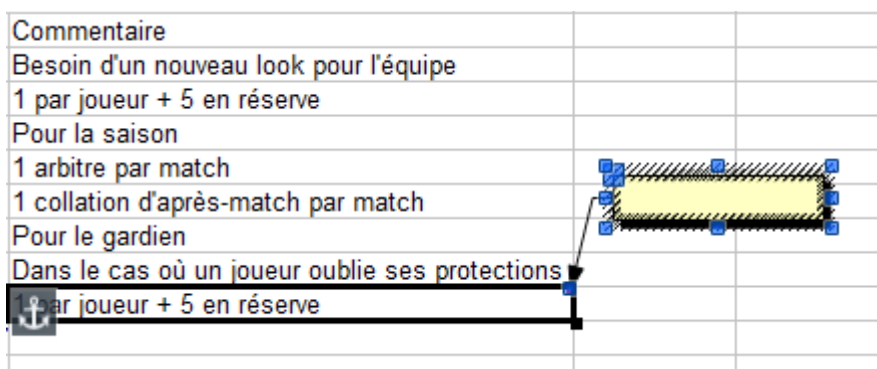 Commentaire
Besoin d'un nouveau look pour l'équipe
1 par joueur + 5 en réserve
Pour la saison
1 arbitre par match
1 collation d'après-match par match
Pour le gardien
Dans le cas où un joueur oublie ses protections
1 par joueur + 5 en réserve